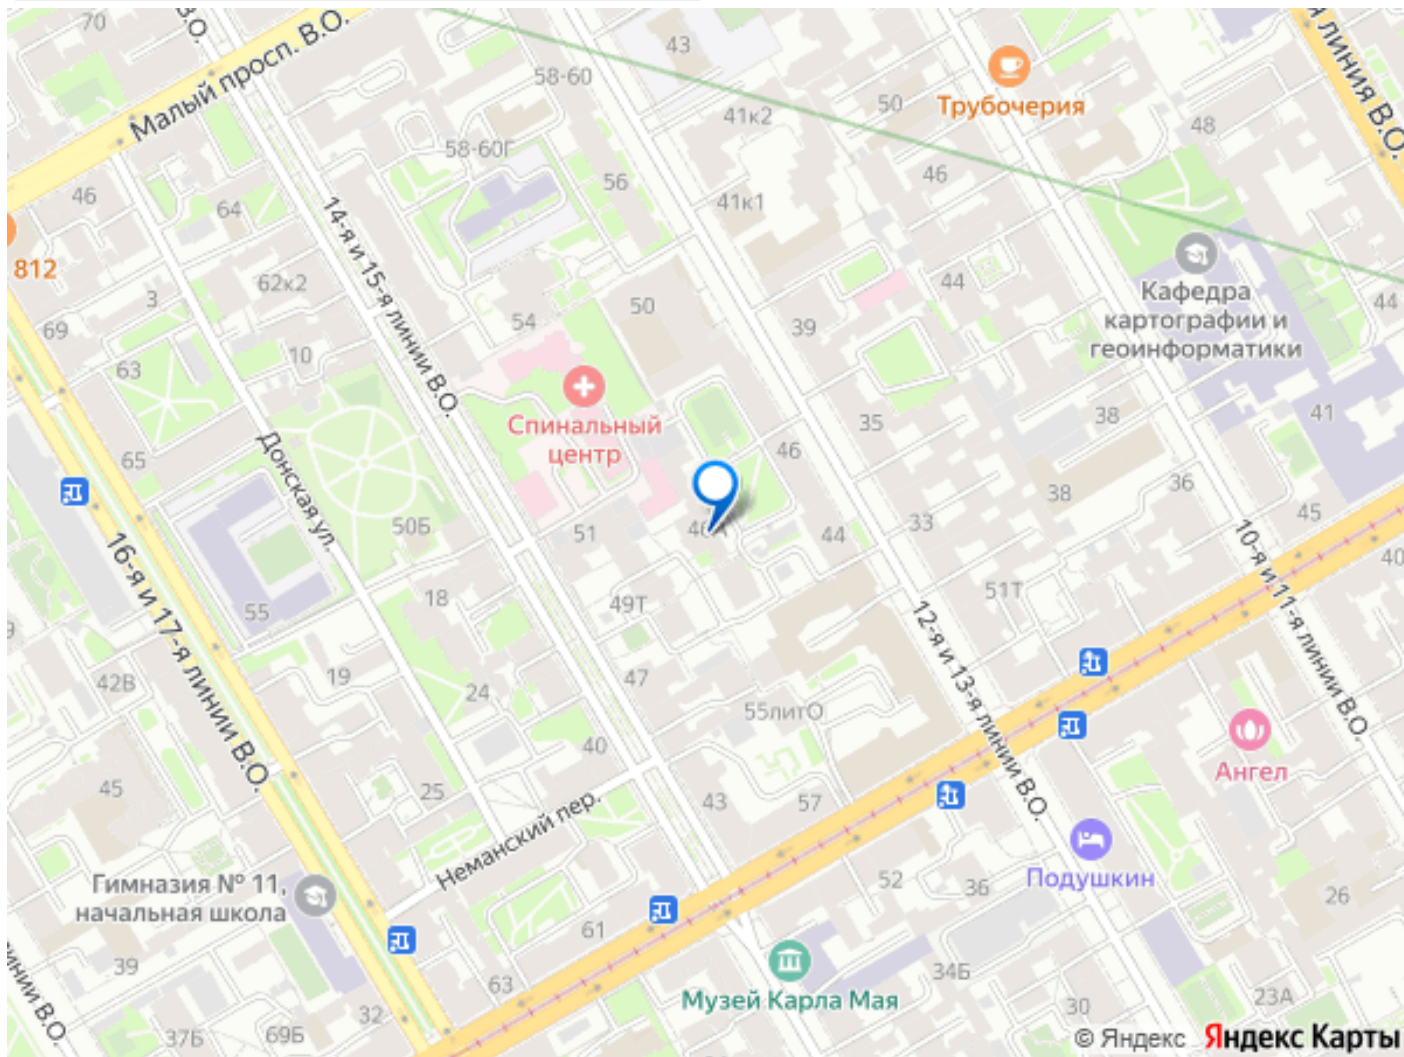 70
В.О.
Малый просп. В.О.
43
58-60
41к2
Трубочерия
50
48
я линия В.О.
58-60Г
56
46
46
64
41к1
812
62к2
3
69
54
50
39
44
Кафедра
картографии и
геоинформатики
44
14-я и 15-я линии В.О.
10
63
Спинальный
центр
35
38
41
65
Донская ул.
46
36
38
50Б
51
46А
44
33
45
40
16-я и 17-я линии В.О.
10-я и 11-я линии В.О.
55
18
49Т
51Т
12-я и 13-я линии В.О.
9
42В
19
24
47
55литО
40
45
25
43
57
Ангел
Неманский пер.
Гимназия № 11,
начальная школа
52
36
Подушкин
26
линии В.О.
39
61
63
Музей Карла Мая
34Б
37Б
69Б
32
30
23А
© Яндекс Яндекс Карты